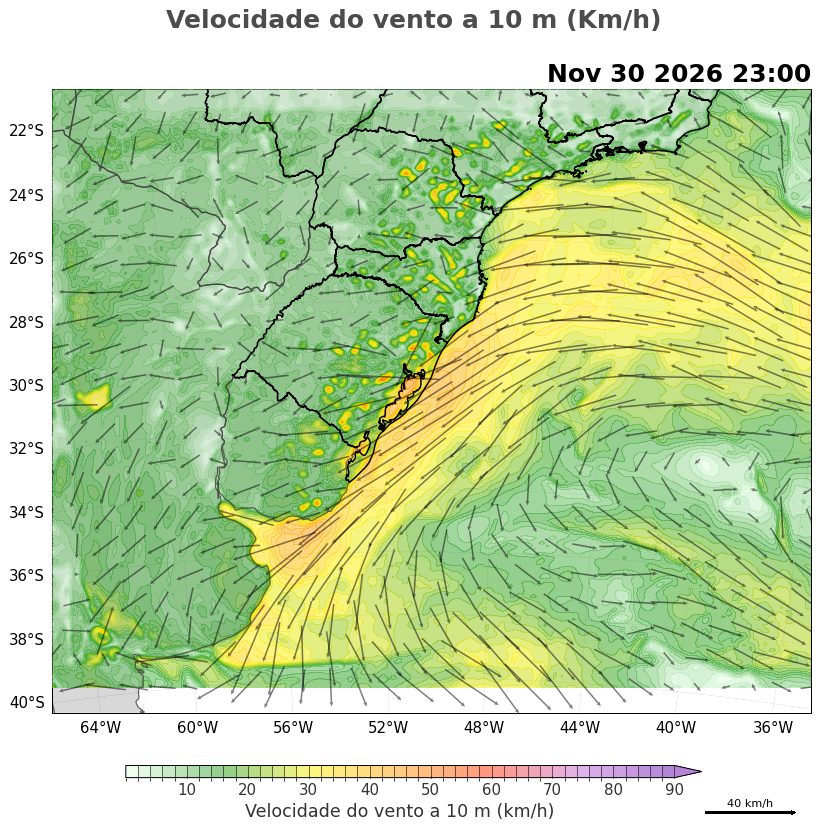 Velocidade do vento a 10 m (Km/h)
Nov 30 2026 23:00
22°S
24°S
26°S
28°S
30°S
32°S
34°S
36°S
38°S
40°S
64°W 60°W 56°W 52°W 48°W 44°W 40°W 36°W
10 20 30 40 50 60 70 80 90
Velocidade do vento a 10 m (km/h)
40 km/h